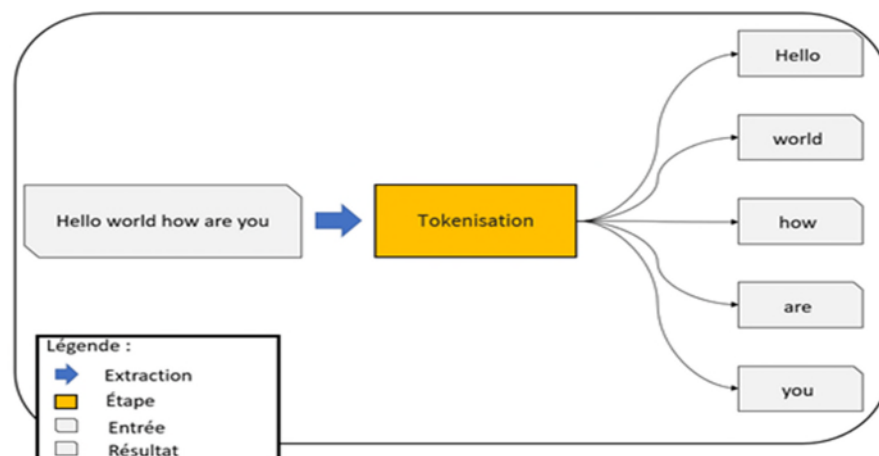 Hello
world
Hello world how are you
Tokenisation
how
are
you
Légende :
Extraction
Étape
Entrée
Résultat